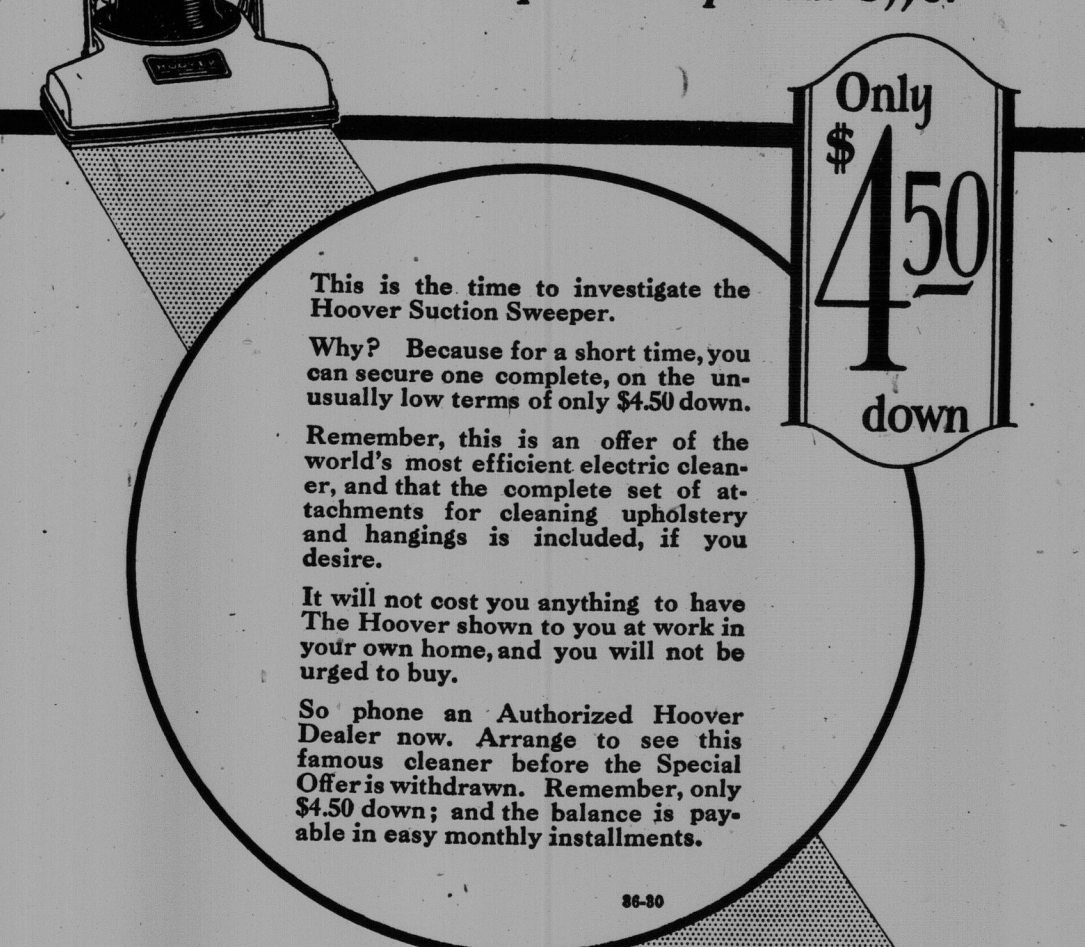 HOOVER
Only
$4.50
down
This is the time to investigate the
Hoover Suction Sweeper.
Why? Because for a short time, you
can secure one complete, on the un-
usually low terms of only $4.50 down.
Remember, this is an offer of the
world's most efficient electric clean-
er, and that the complete set of at-
tachments for cleaning upholstery
and hangings is included, if you
desire.
It will not cost you anything to have
The Hoover shown to you at work in
your own home, and you will not be
urged to buy.
So phone an Authorized Hoover
Dealer now. Arrange to see this
famous cleaner before the Special
Offer is withdrawn. Remember, only
$4.50 down; and the balance is pay-
able in easy monthly installments.
36-30